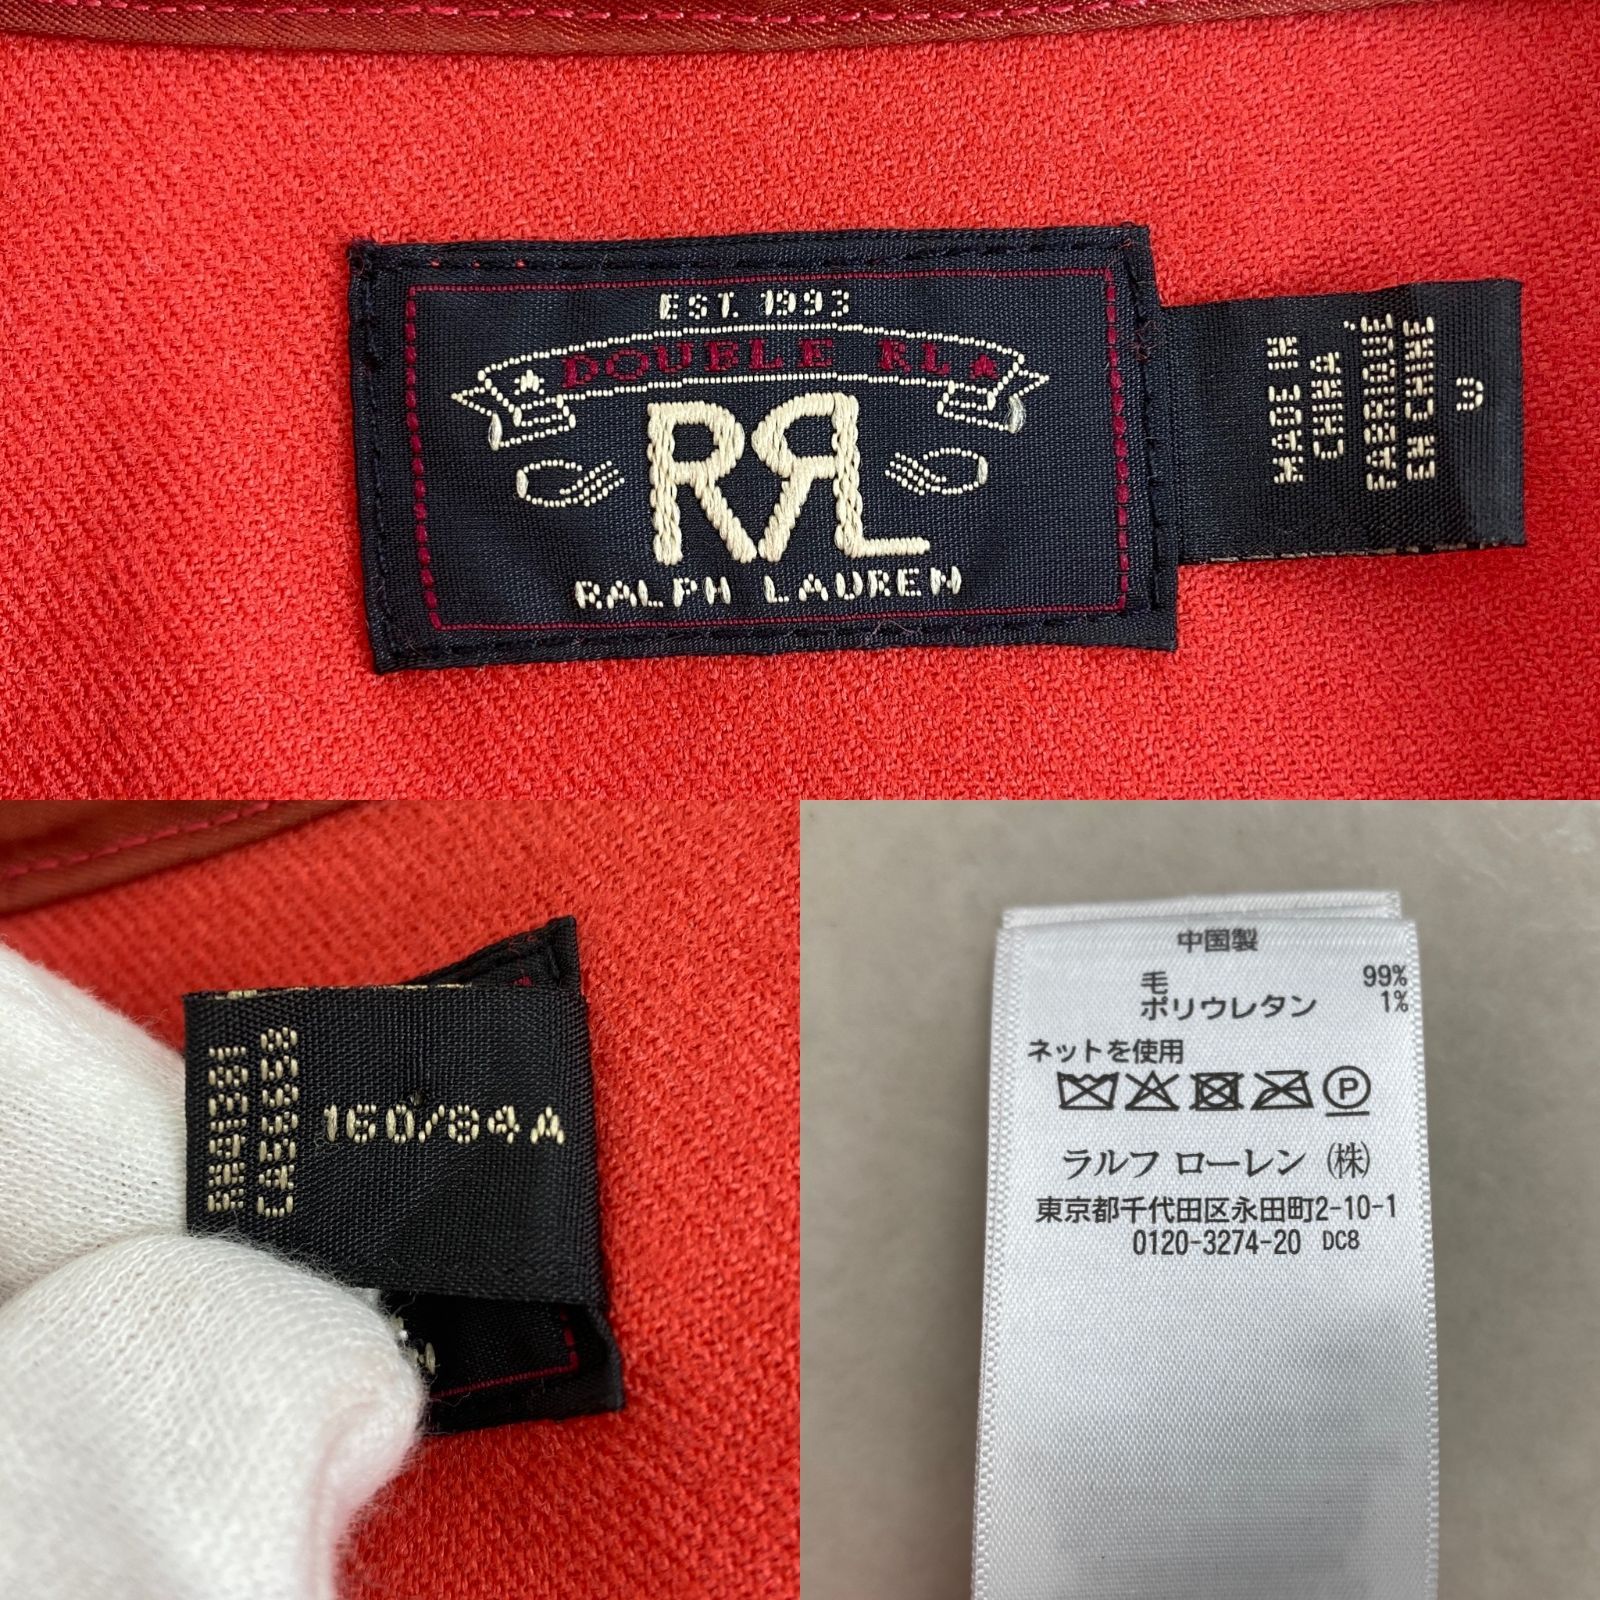 EST. 1993
DOUBLE RL
RRL
RALPH LAUREN
MADE IN
CHINA
FABRIQUÉ
EN CHINE
RN41381
CA56553
160/84A
中国製
毛 99%
ポリウレタン 1%
ネットを使用
P
ラルフ ローレン (株)
東京都千代田区永田町2-10-1
0120-3274-20 DC8